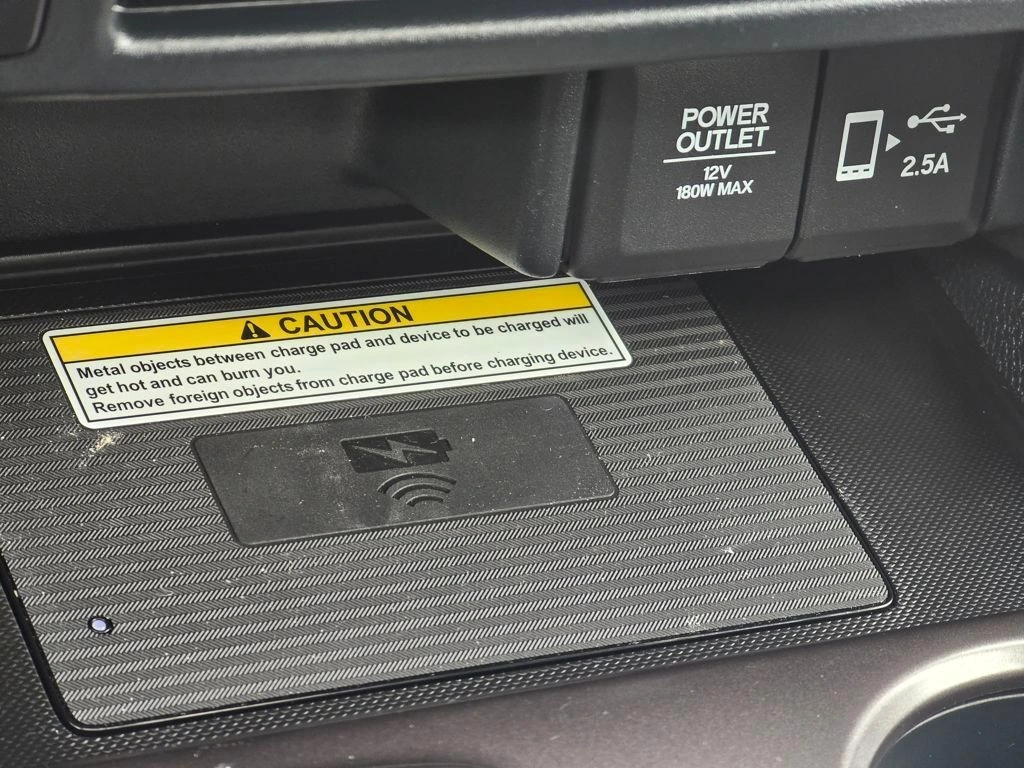 POWER
OUTLET
12V
180W MAX
2.5A
CAUTION
Metal objects between charge pad and device to be charged will
get hot and can burn you.
Remove foreign objects from charge pad before charging device.